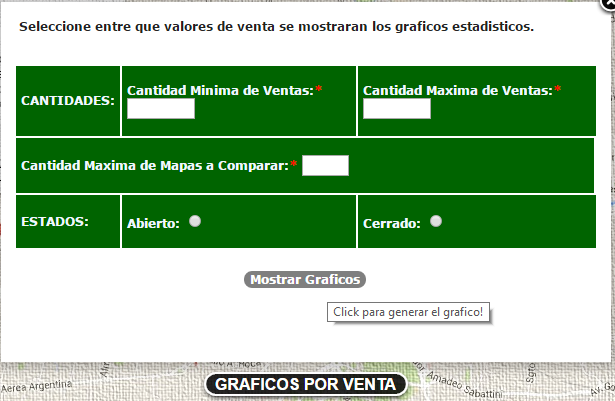 Seleccione entre que valores de venta se mostraran los graficos estadisticos.
CANTIDADES:
Cantidad Minima de Ventas:*
Cantidad Maxima de Ventas:*
Cantidad Maxima de Mapas a Comparar:*
ESTADOS:
Abierto:
Cerrado:
Mostrar Graficos
Click para generar el grafico!
Aerea Argentina
GRAFICOS POR VENTA
Amadeo Sabattini
Av. Go